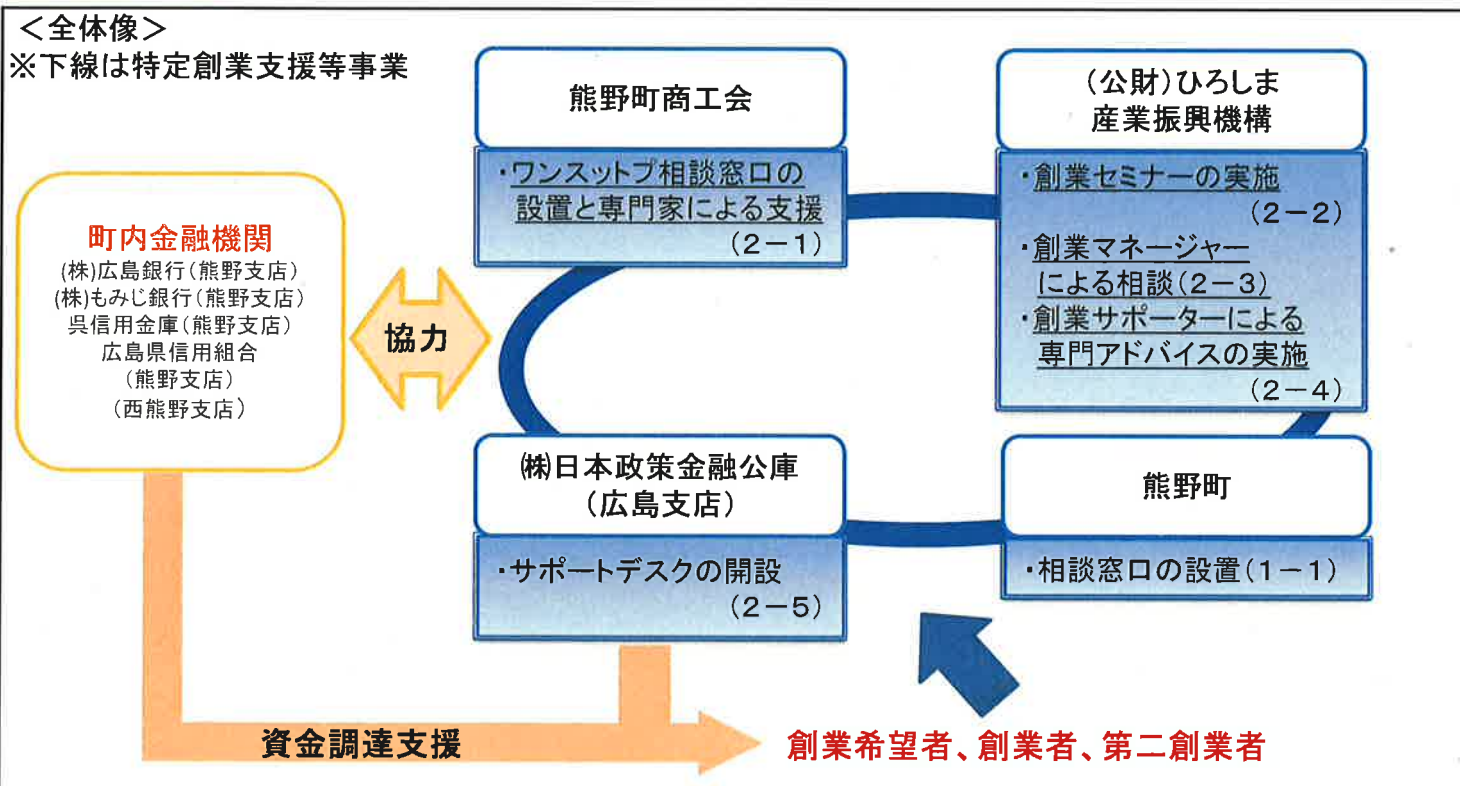 <全体像>
※下線は特定創業支援等事業
熊野町商工会
・ワンスットプ相談窓口の
設置と専門家による支援
(2-1)
(公財)ひろしま
産業振興機構
・創業セミナーの実施
(2-2)
・創業マネージャー
による相談(2-3)
・創業サポーターによる
専門アドバイスの実施
(2-4)
町内金融機関
(株)広島銀行(熊野支店)
(株)もみじ銀行(熊野支店)
呉信用金庫(熊野支店)
広島県信用組合
(熊野支店)
(西熊野支店)
協力
㈱日本政策金融公庫
(広島支店)
・サポートデスクの開設
(2-5)
熊野町
・相談窓口の設置(1-1)
資金調達支援
創業希望者、創業者、第二創業者